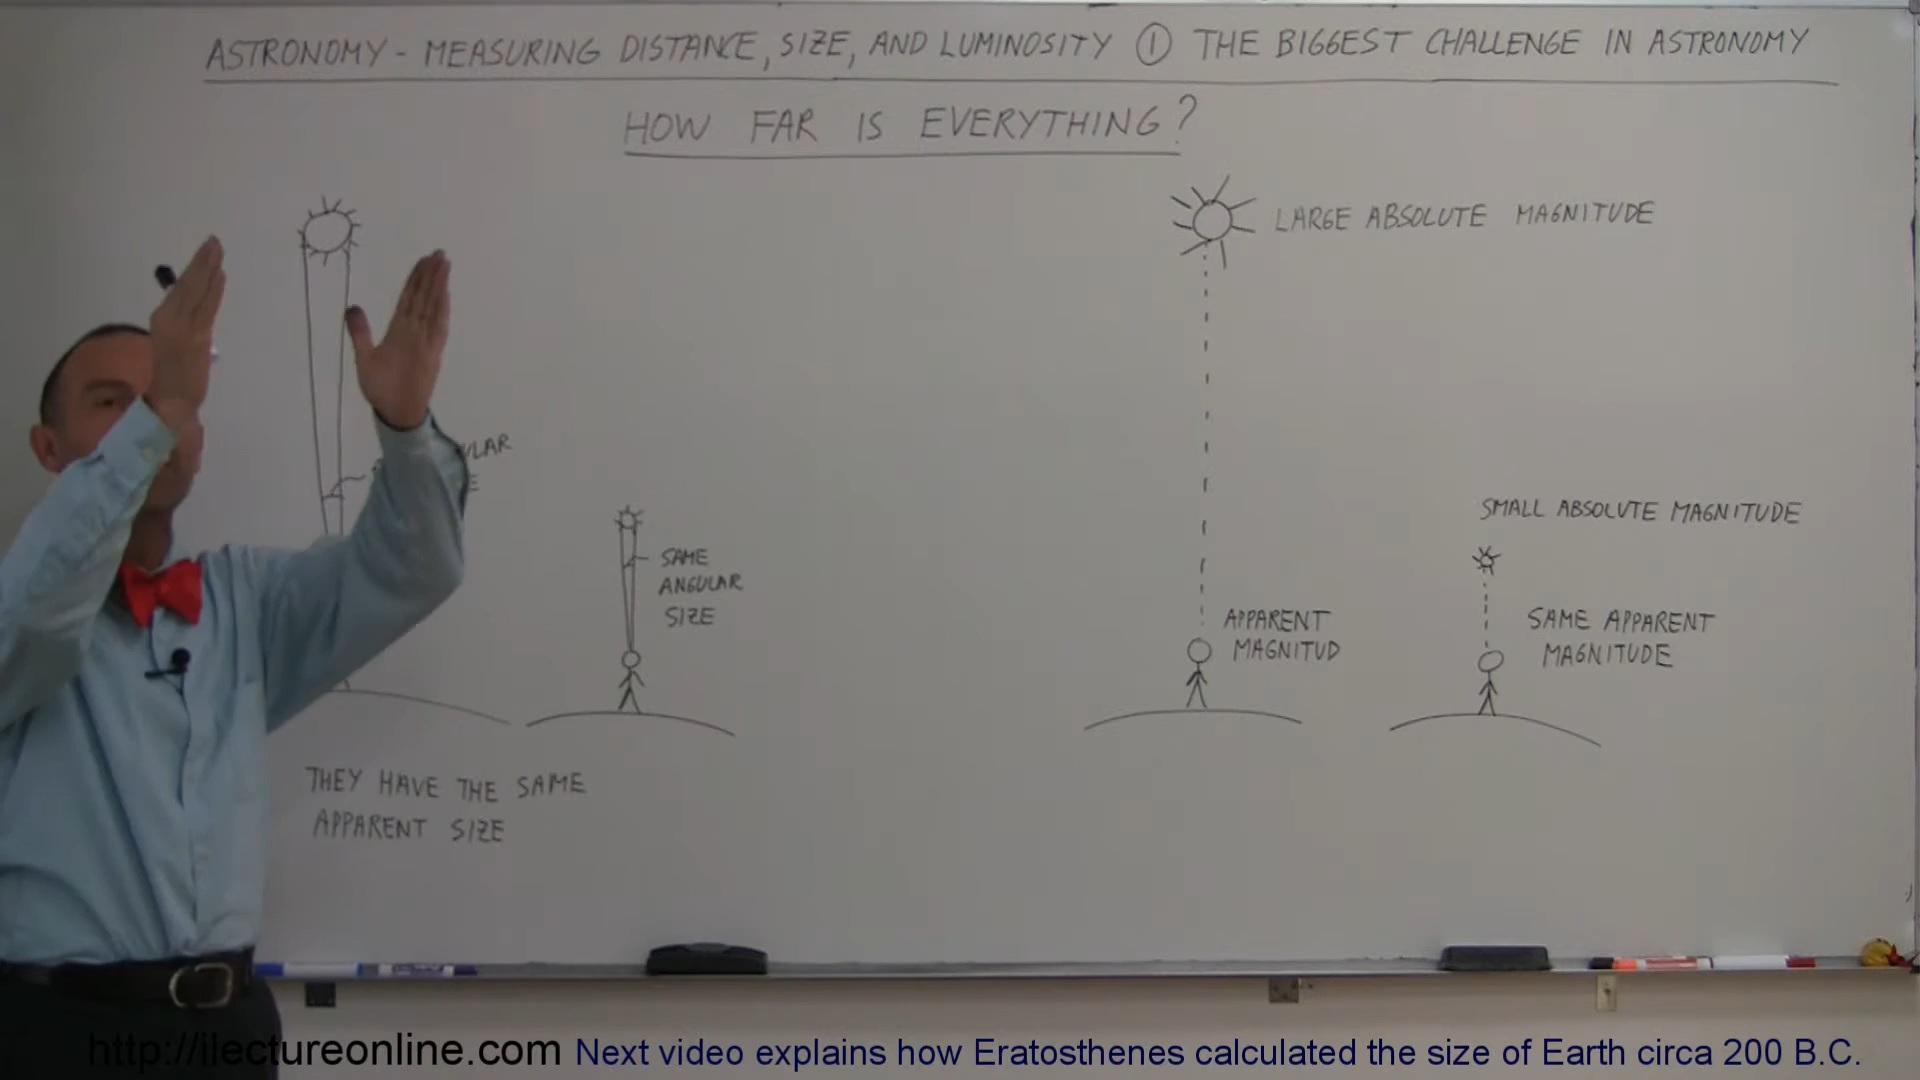 ASTRONOMY - MEASURING DISTANCE, SIZE, AND LUMINOSITY ① THE BIGGEST CHALLENGE IN ASTRONOMY
HOW FAR IS EVERYTHING?
LARGE ABSOLUTE MAGNITUDE
SAME
ANGULAR
SIZE
THEY HAVE THE SAME
APPARENT SIZE
APPARENT
MAGNITUD
SMALL ABSOLUTE MAGNITUDE
SAME APPARENT
MAGNITUDE
http://ilectureonline.com Next video explains how Eratosthenes calculated the size of Earth circa 200 B.C.